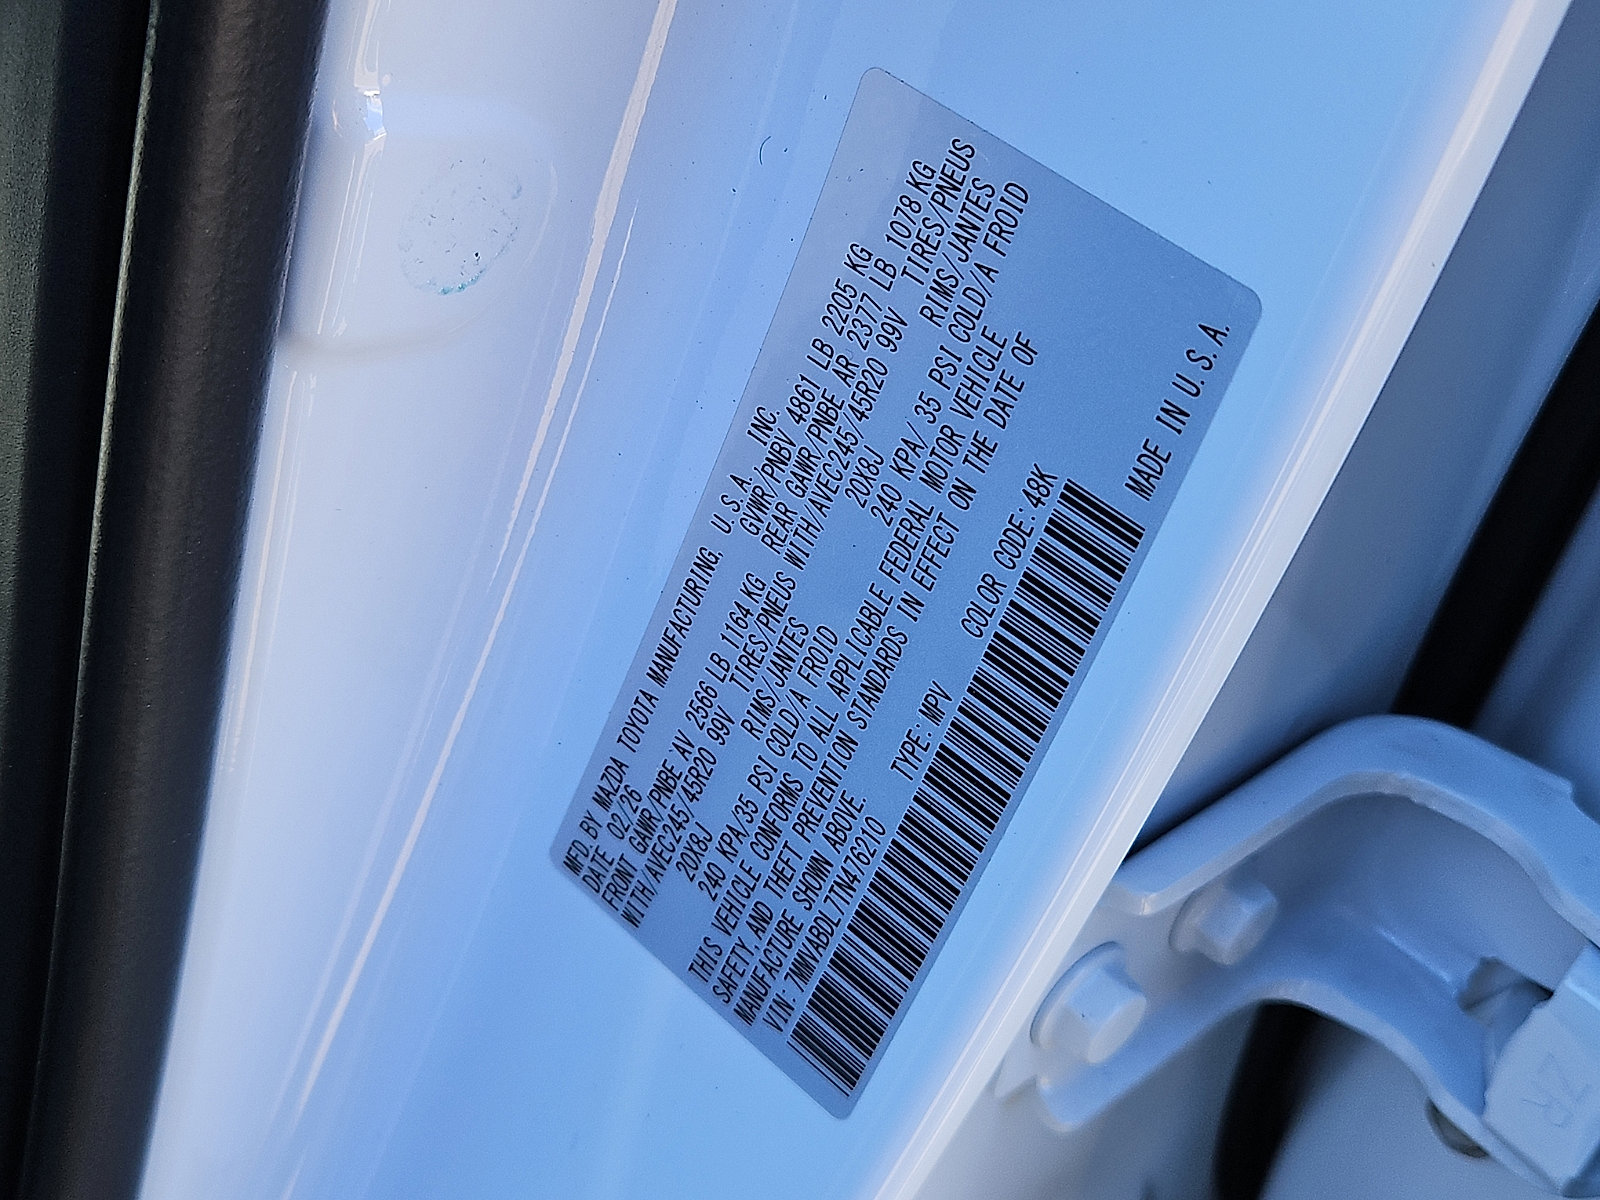 MFD. BY MAZDA TOYOTA MANUFACTURING, U.S.A. INC.
DATE 02/26 GVWR/PNBV 4861 LB 2205 KG
FRONT GAWR/PNBE AV 2566 LB 1164 KG REAR GAWR/PNBE AR 2377 LB 1078 KG
WITH/AVEC245/45R20 99V TIRES/PNEUS WITH/AVEC245/45R20 99V TIRES/PNEUS
20X8J RIMS/JANTES 20X8J RIMS/JANTES
240 KPA/35 PSI COLD/A FROID 240 KPA/ 35 PSI COLD/A FROID
THIS VEHICLE CONFORMS TO ALL APPLICABLE FEDERAL MOTOR VEHICLE
SAFETY, AND THEFT PREVENTION STANDARDS IN EFFECT ON THE DATE OF
MANUFACTURE SHOWN ABOVE.
VIN: 7MMVABDL7TN476210 TYPE: MPV COLOR CODE: 48K
MADE IN U.S.A.